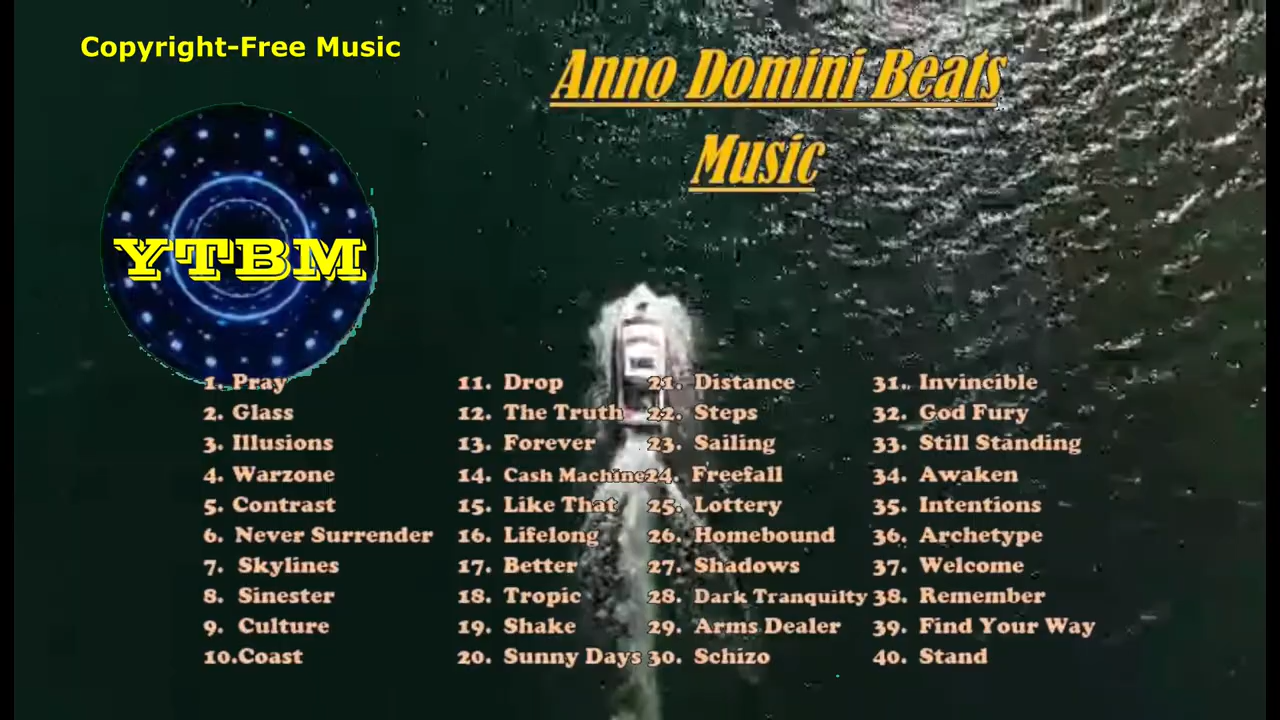 Copyright-Free Music
Anno Domini Beats
Music
YTBM
1. Pray
2. Glass
3. Illusions
4. Warzone
5. Contrast
6. Never Surrender
7. Skylines
8. Sinester
9. Culture
10.Coast
11. Drop
12. The Truth
13. Forever
14. Cash Machine
15. Like That
16. Lifelong
17. Better
18. Tropic
19. Shake
20. Sunny Days
21. Distance
22. Steps
23. Sailing
24. Freefall
25. Lottery
26. Homebound
27. Shadows
28. Dark Tranquilty
29. Arms Dealer
30. Schizo
31. Invincible
32. God Fury
33. Still Standing
34. Awaken
35. Intentions
36. Archetype
37. Welcome
38. Remember
39. Find Your Way
40. Stand